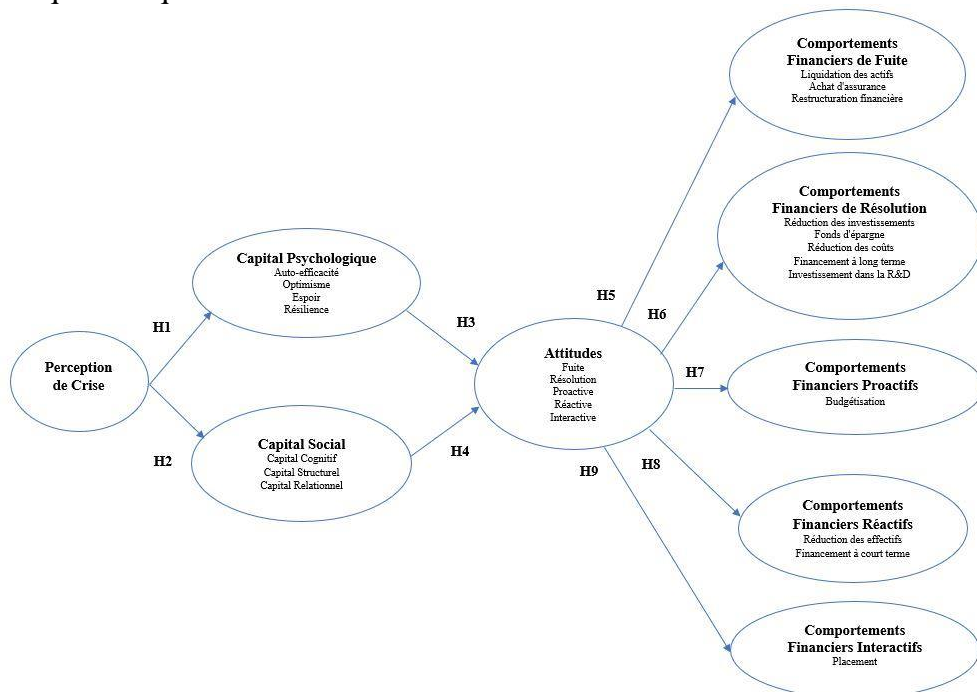 Comportements
Financiers de Fuite
Liquidation des actifs
Achat d'assurance
Restructuration financière
Comportements
Financiers de Résolution
Réduction des investissements
Fonds d'épargne
Réduction des coûts
Financement à long terme
Investissement dans la R&D
Capital Psychologique
Auto-efficacité
Optimisme
Espoir
Résilience
H5
H6
H1
H3
Perception
de Crise
Attitudes
Fuite
Résolution
Proactive
Réactive
Interactive
H7
Comportements
Financiers Proactifs
Budgétisation
H2
Capital Social
Capital Cognitif
Capital Structurel
Capital Relationnel
H4
H9
H8
Comportements
Financiers Réactifs
Réduction des effectifs
Financement à court terme
Comportements
Financiers Interactifs
Placement